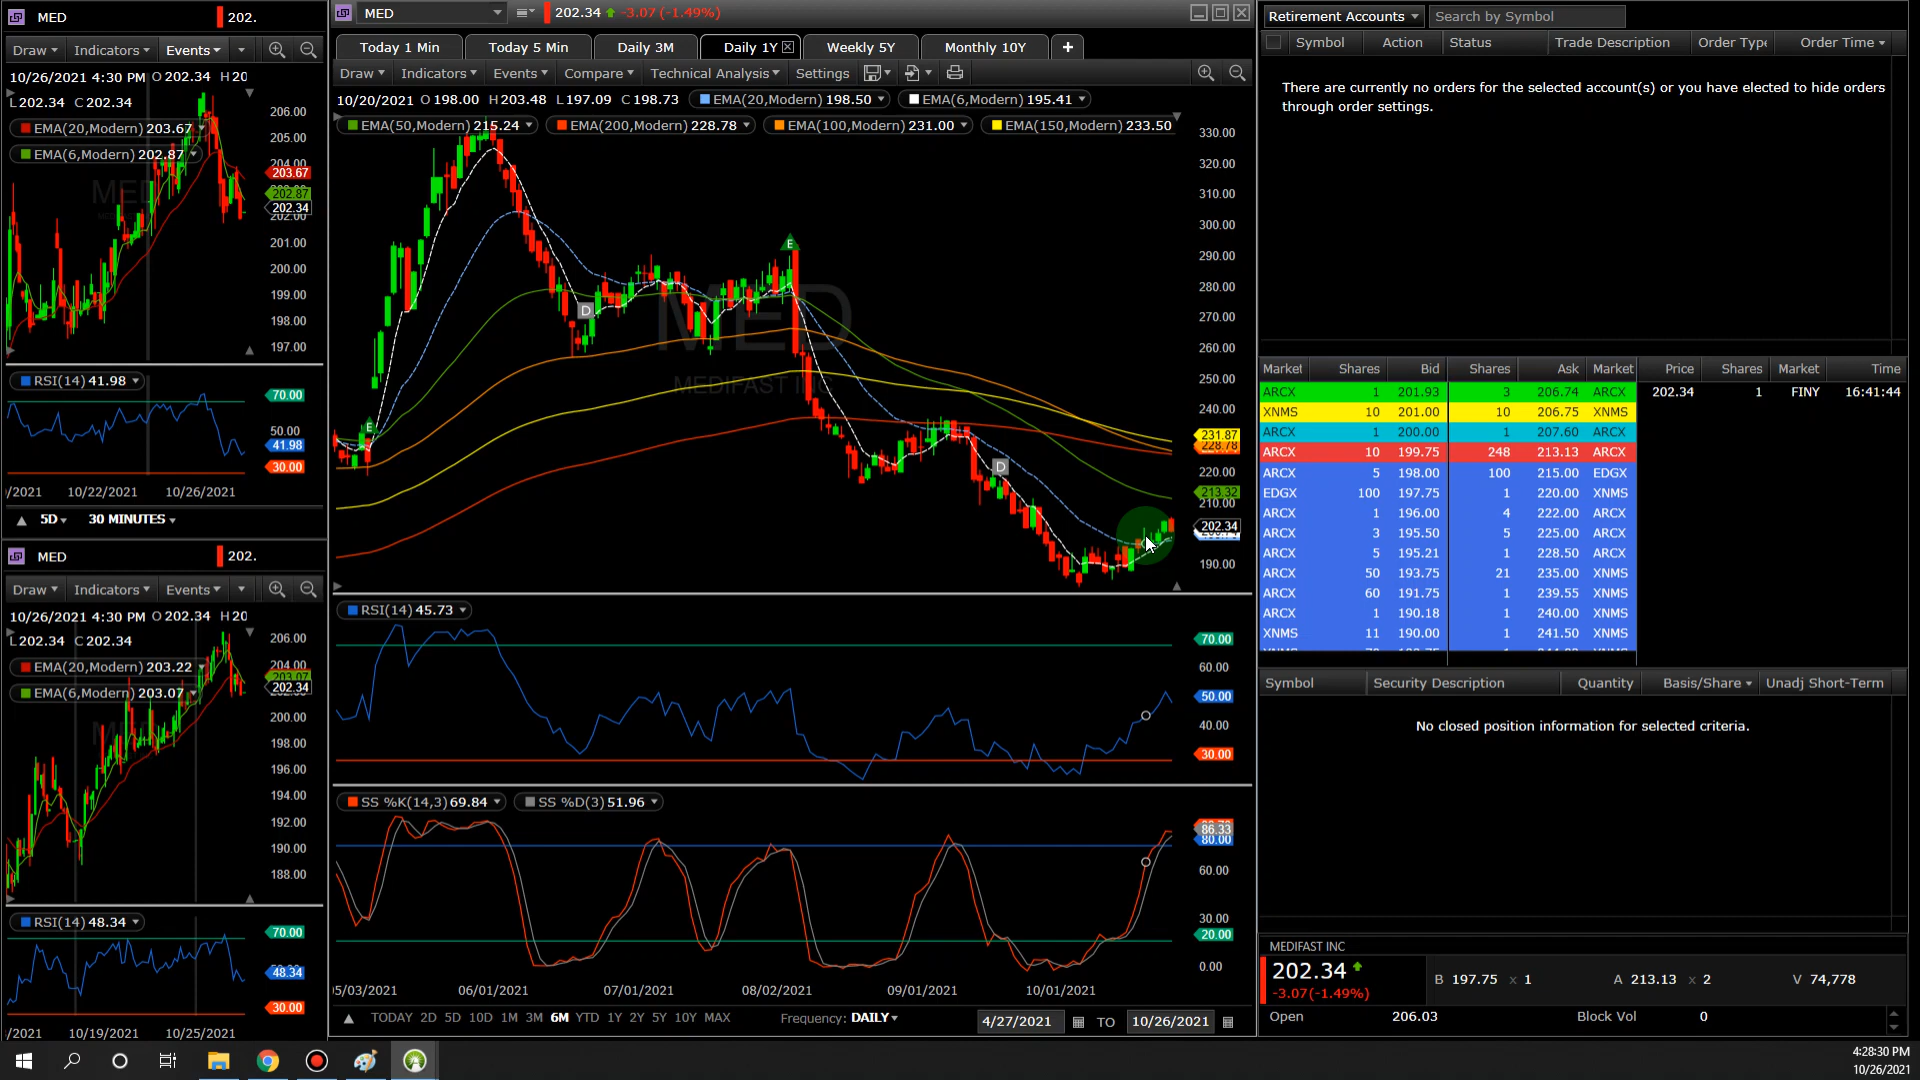 MED 202.
Draw Indicators Events
10/26/2021 4:30 PM O 202.34 H 20
L 202.34 C 202.34
EMA(20,Modern) 203.67
EMA(6,Modern) 202.87
206.00
205.00
204.00
203.67
202.87
202.34
202.00
201.00
200.00
199.00
198.00
197.00
RSI(14) 41.98
70.00
50.00
41.98
30.00
/2021 10/22/2021 10/26/2021
5D 30 MINUTES
MED 202.
Draw Indicators Events
10/26/2021 4:30 PM O 202.34 H 20
L 202.34 C 202.34
EMA(20,Modern) 203.22
EMA(6,Modern) 203.07
206.00
204.00
203.07
202.34
200.00
198.00
196.00
194.00
192.00
190.00
188.00
RSI(14) 48.34
70.00
48.34
30.00
/2021 10/19/2021 10/25/2021
MED 202.34 -3.07 (-1.49%)
Today 1 Min Today 5 Min Daily 3M Daily 1Y Weekly 5Y Monthly 10Y +
Draw Indicators Events Compare Technical Analysis Settings
10/20/2021 O 198.00 H 203.48 L 197.09 C 198.73 EMA(20,Modern) 198.50 EMA(6,Modern) 195.41
EMA(50,Modern) 215.24 EMA(200,Modern) 228.78 EMA(100,Modern) 231.00 EMA(150,Modern) 233.50
MED
MEDIFAST INC
E
D
E
D
330.00
320.00
310.00
300.00
290.00
280.00
270.00
260.00
250.00
240.00
231.87
228.78
220.00
213.32
210.00
202.34
190.00
RSI(14) 45.73
70.00
60.00
50.00
40.00
30.00
SS %K(14,3) 69.84 SS %D(3) 51.96
86.33
80.00
60.00
30.00
20.00
0.00
5/03/2021 06/01/2021 07/01/2021 08/02/2021 09/01/2021 10/01/2021
TODAY 2D 5D 10D 1M 3M 6M YTD 1Y 2Y 5Y 10Y MAX Frequency: DAILY 4/27/2021 TO 10/26/2021
Retirement Accounts Search by Symbol
Symbol Action Status Trade Description Order Type Order Time
There are currently no orders for the selected account(s) or you have elected to hide orders
through order settings.
Market Shares Bid Shares Ask Market Price Shares Market Time
ARCX 1 201.93 3 206.74 ARCX 202.34 1 FINY 16:41:44
XNMS 10 201.00 10 206.75 XNMS
ARCX 1 200.00 1 207.60 ARCX
ARCX 10 199.75 248 213.13 ARCX
ARCX 5 198.00 100 215.00 EDGX
EDGX 100 197.75 1 220.00 XNMS
ARCX 1 196.00 4 222.00 ARCX
ARCX 3 195.50 5 225.00 ARCX
ARCX 5 195.21 1 228.50 ARCX
ARCX 50 193.75 21 235.00 XNMS
ARCX 60 191.75 1 239.55 XNMS
ARCX 1 190.18 1 240.00 XNMS
XNMS 11 190.00 1 241.50 XNMS
Symbol Security Description Quantity Basis/Share Unadj Short-Term
No closed position information for selected criteria.
MEDIFAST INC
202.34 B 197.75 x 1 A 213.13 x 2 V 74,778
-3.07(-1.49%)
Open 206.03 Block Vol 0
4:28:30 PM
10/26/2021